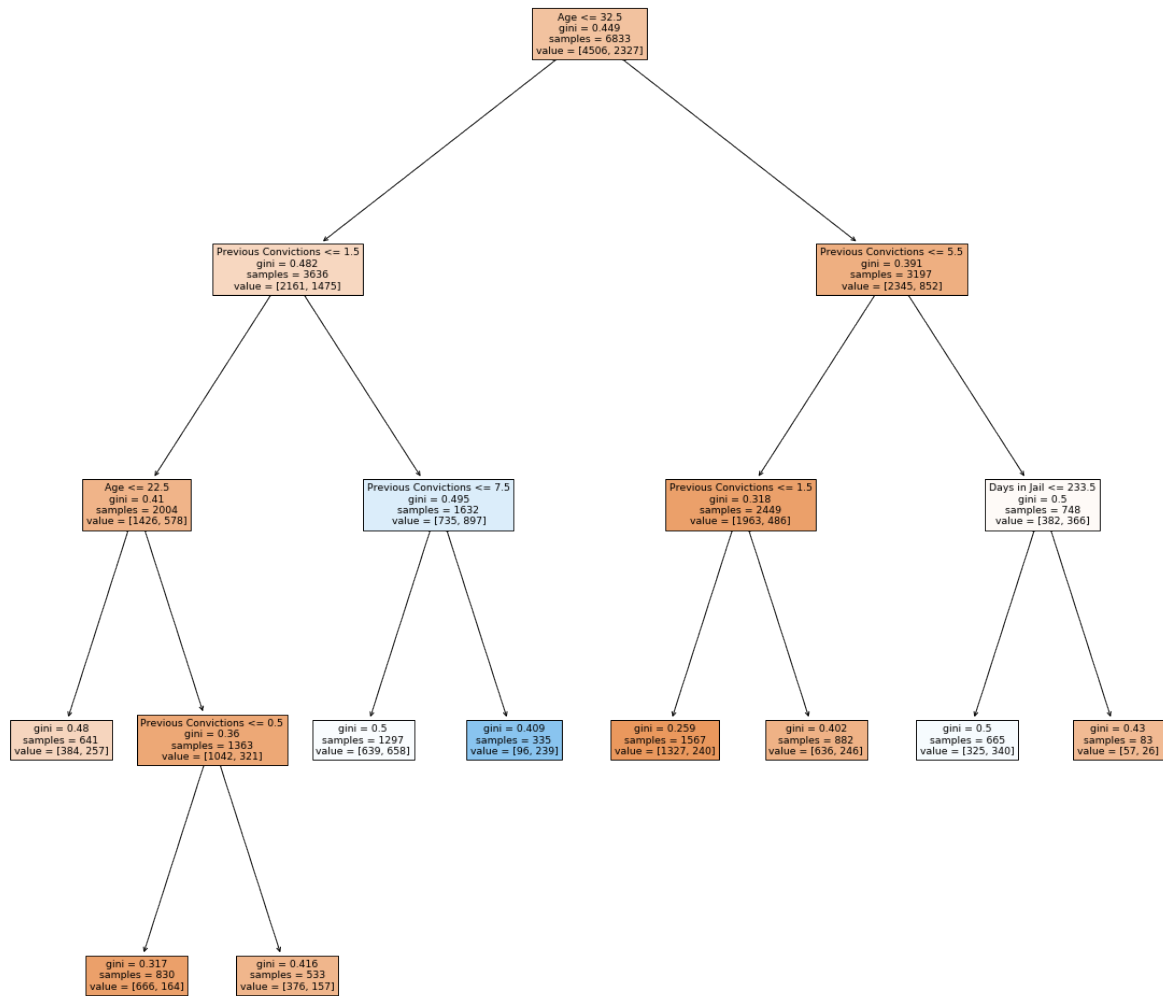 Age <= 32.5
gini = 0.449
samples = 6833
value = [4506, 2327]
Previous Convictions <= 1.5
gini = 0.482
samples = 3636
value = [2161, 1475]
Previous Convictions <= 5.5
gini = 0.391
samples = 3197
value = [2345, 852]
Age <= 22.5
gini = 0.41
samples = 2004
value = [1426, 578]
Previous Convictions <= 7.5
gini = 0.495
samples = 1632
value = [735, 897]
Previous Convictions <= 1.5
gini = 0.318
samples = 2449
value = [1963, 486]
Days in Jail <= 233.5
gini = 0.5
samples = 748
value = [382, 366]
gini = 0.48
samples = 641
value = [384, 257]
Previous Convictions <= 0.5
gini = 0.36
samples = 1363
value = [1042, 321]
gini = 0.5
samples = 1297
value = [639, 658]
gini = 0.409
samples = 335
value = [96, 239]
gini = 0.259
samples = 1567
value = [1327, 240]
gini = 0.402
samples = 882
value = [636, 246]
gini = 0.5
samples = 665
value = [325, 340]
gini = 0.43
samples = 83
value = [57, 26]
gini = 0.317
samples = 830
value = [666, 164]
gini = 0.416
samples = 533
value = [376, 157]